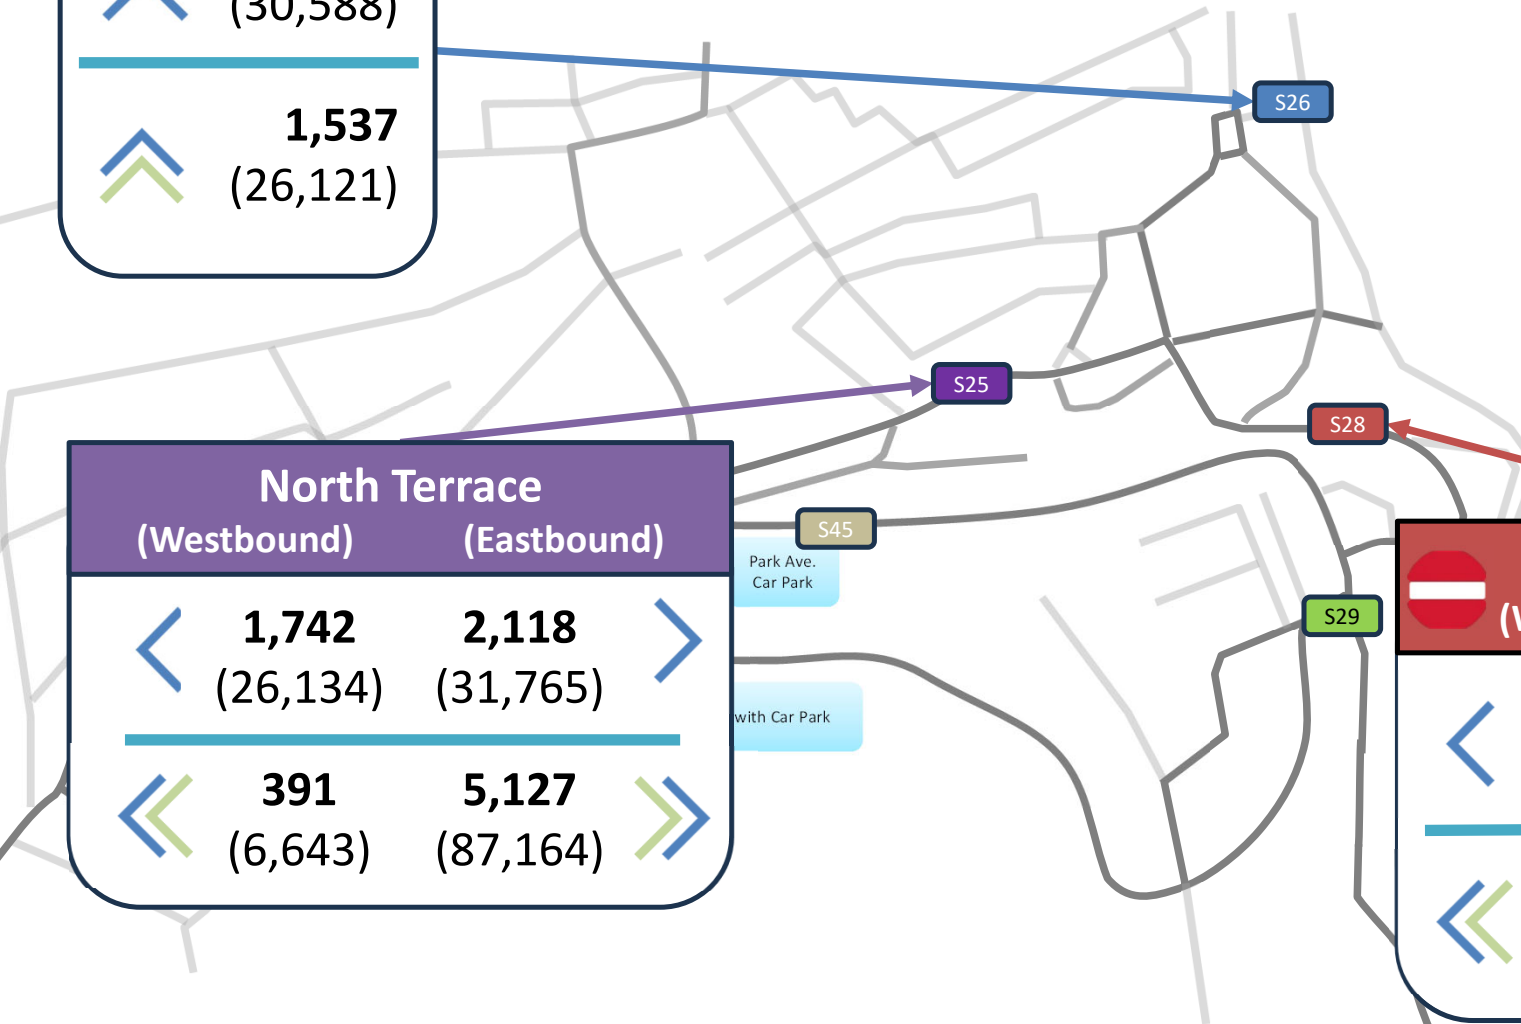 (30,588)
1,537
(26,121)
S26
S25
S28
North Terrace
(Westbound) (Eastbound)
S45
Park Ave.
Car Park
S29
1,742 2,118
(26,134) (31,765)
with Car Park
391 5,127
(6,643) (87,164)